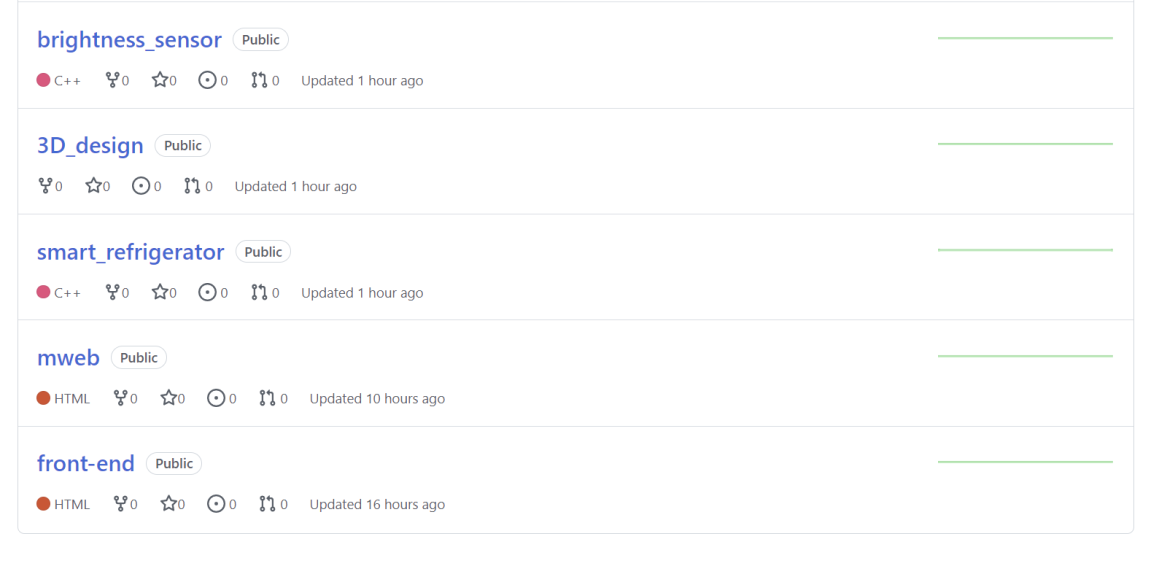 brightness_sensor Public
C++ 0 0 0 0 Updated 1 hour ago
3D_design Public
0 0 0 0 Updated 1 hour ago
smart_refrigerator Public
C++ 0 0 0 0 Updated 1 hour ago
mweb Public
HTML 0 0 0 0 Updated 10 hours ago
front-end Public
HTML 0 0 0 0 Updated 16 hours ago